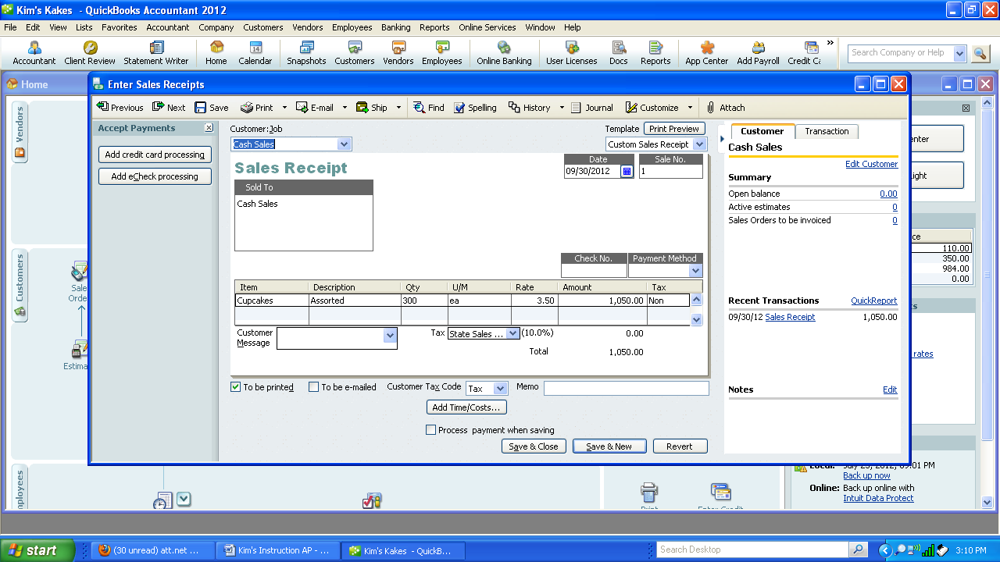 Kim's Kakes - QuickBooks Accountant 2012
File Edit View Lists Favorites Accountant Company Customers Vendors Employees Banking Reports Online Services Window Help
Accountant Client Review Statement Writer Home Calendar Snapshots Customers Vendors Employees Online Banking User Licenses Docs Reports App Center Add Payroll Credit Ca » Search Company or Help
Home
Enter Sales Receipts
Previous Next Save Print E-mail Ship Find Spelling History Journal Customize Attach
Vendors
Customers
Accept Payments
Add credit card processing
Add eCheck processing
Customer:Job
Cash Sales
Template Print Preview
Custom Sales Receipt
Sales Receipt
Date Sale No.
09/30/2012 1
Sold To
Cash Sales
Check No. Payment Method
Item Description Qty U/M Rate Amount Tax
Cupcakes Assorted 300 ea 3.50 1,050.00 Non
Customer Message
Tax State Sales ... (10.0%) 0.00
Total 1,050.00
To be printed To be e-mailed Customer Tax Code Tax Memo
Add Time/Costs...
Process payment when saving
Save & Close Save & New Revert
Customer Transaction
Cash Sales
Edit Customer
Summary
Open balance 0.00
Active estimates 0
Sales Orders to be invoiced 0
Recent Transactions QuickReport
09/30/12 Sales Receipt 1,050.00
Notes Edit
enter
ight
ce
110.00
350.00
984.00
0.00
ts
rates
Sale
Orde
Estima
ployees
Local: July 25, 2012, 09:01 PM
Back up now
Online: Back up online with
Intuit Data Protect
Print
Enter Credit
start (30 unread) att.net ... Kim's Instruction AP - ... Kim's Kakes - QuickB... Search Desktop 3:10 PM